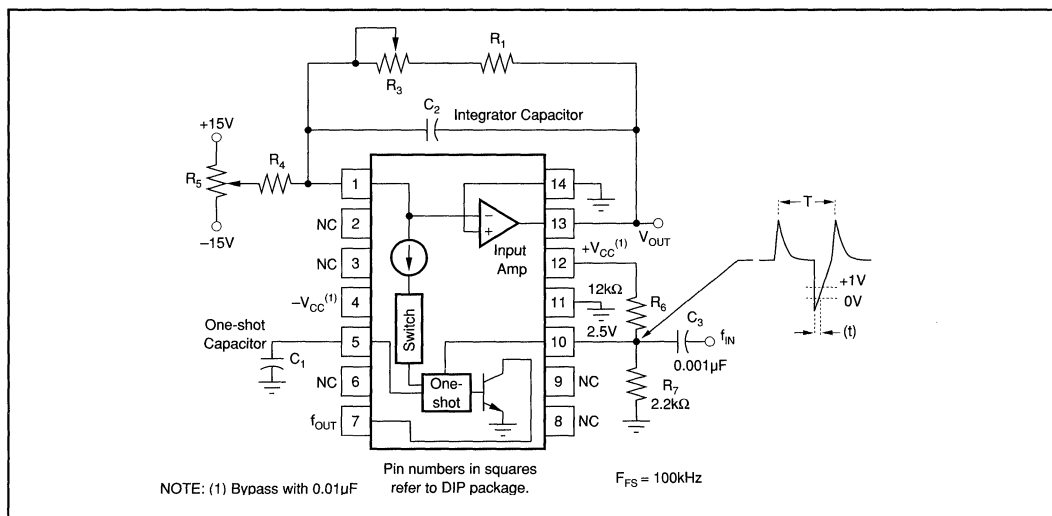 R1
R3
C2
Integrator Capacitor
+15V
R4
R5
–15V
1
14
NC
2
13
VOUT
Input
Amp
+VCC(1)
NC
3
12
–VCC(1)
4
11
12kΩ
R6
Switch
One-shot
Capacitor
2.5V
5
10
C3
fIN
0.001µF
C1
NC
6
9
NC
One-
shot
R7
2.2kΩ
fOUT
7
8
NC
T
+1V
0V
(t)
Pin numbers in squares
refer to DIP package.
FFS = 100kHz
NOTE: (1) Bypass with 0.01µF